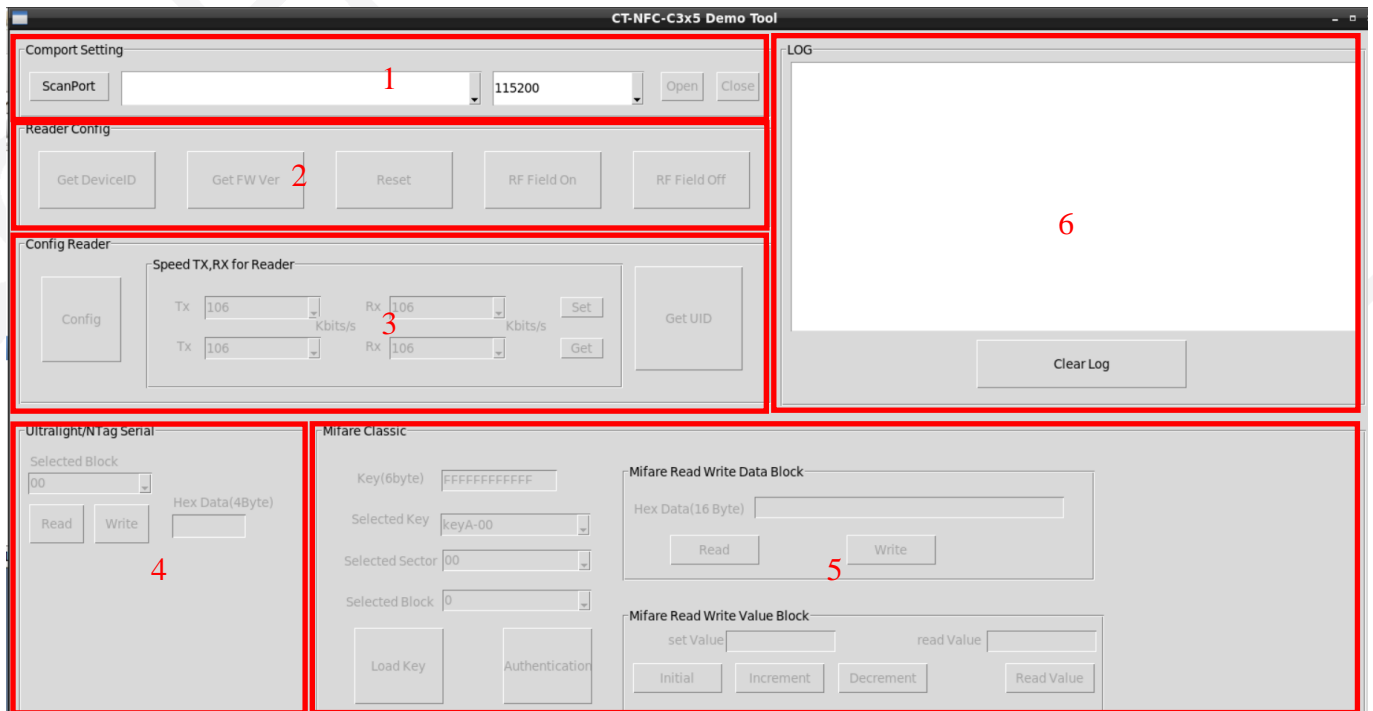 CT-NFC-C3x5 Demo Tool
Comport Setting
ScanPort
1
115200
Open
Close
Reader Config
Get DeviceID
Get FW Ver
2
Reset
RF Field On
RF Field Off
Config Reader
Config
Speed TX,RX for Reader
Tx 106
Kbits/s
Rx 106
Kbits/s
Set
3
Tx 106
Rx 106
Get
Get UID
LOG
6
Clear Log
Ultralight/NTag Serial
Selected Block
00
Hex Data(4Byte)
Read
Write
4
Mifare Classic
Key(6byte) FFFFFFFFFFFF
Selected Key keyA-00
Selected Sector 00
Selected Block 0
Load Key
Authentication
Mifare Read Write Data Block
Hex Data(16 Byte)
Read
Write
5
Mifare Read Write Value Block
set Value
read Value
Initial
Increment
Decrement
Read Value